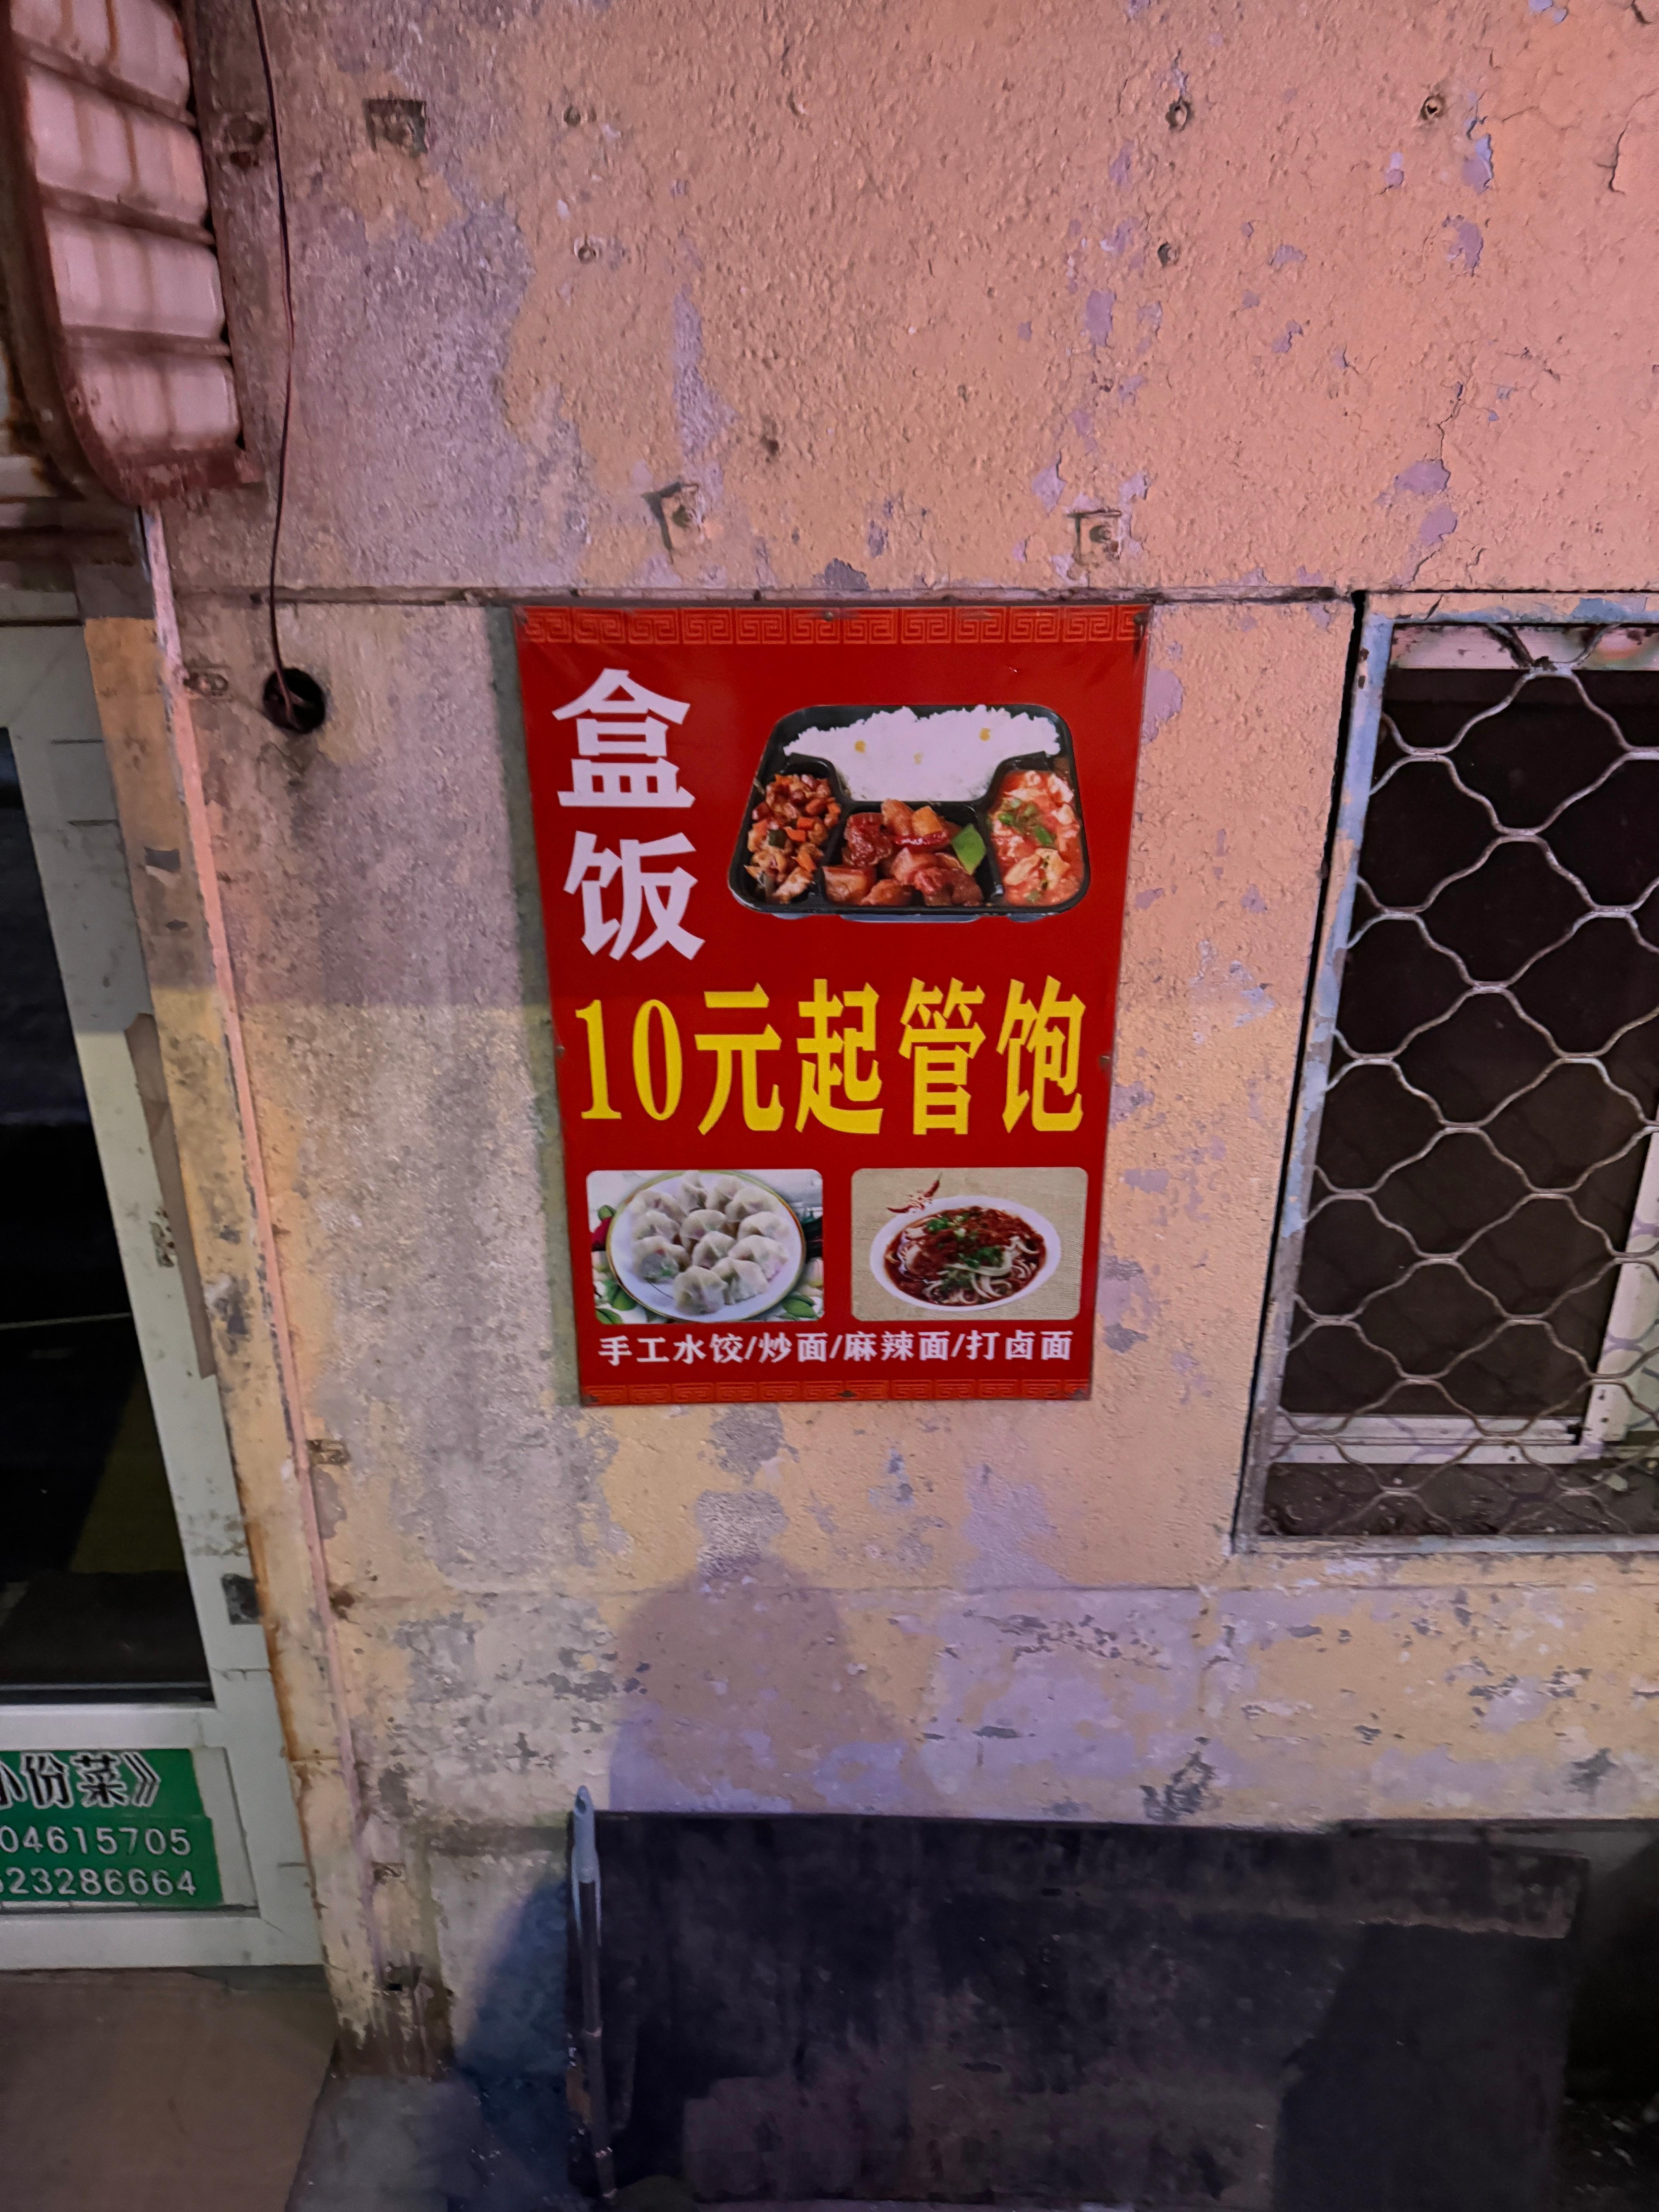 盒饭
10元起管饱
手工水饺/炒面/麻辣面/打卤面
小份菜》
04615705
523286664